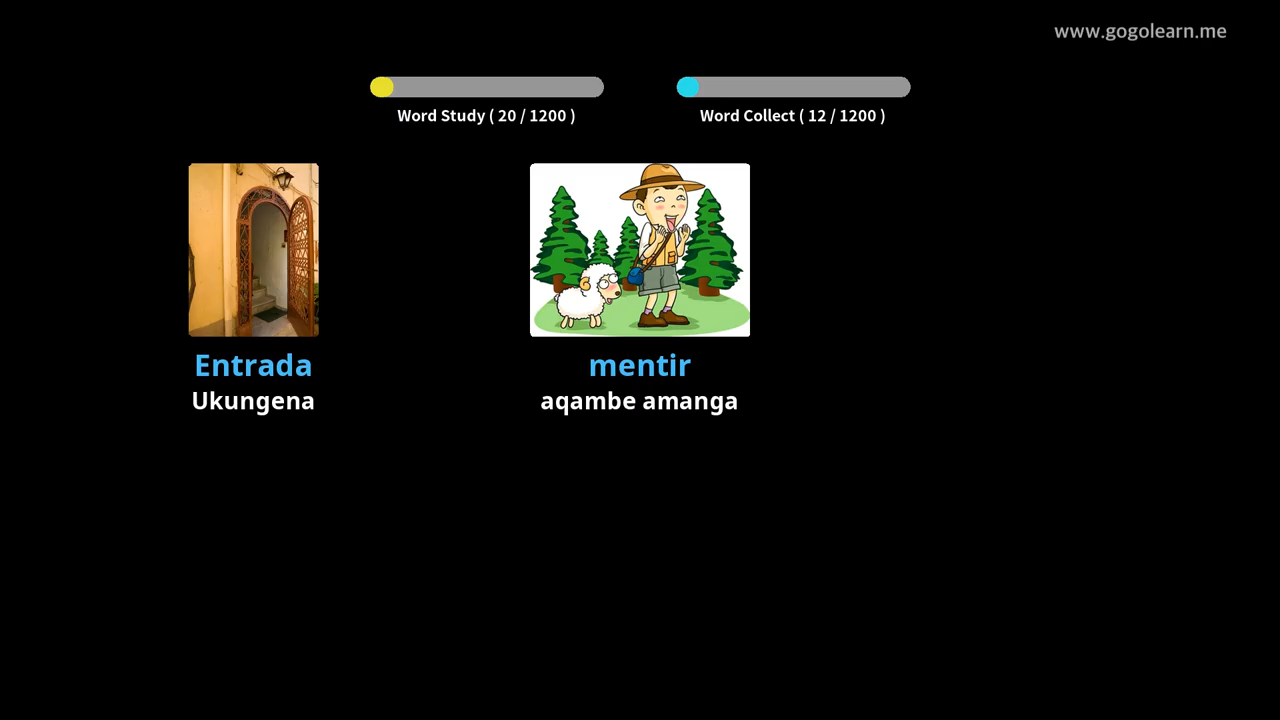 www.gogolearn.me
Word Study ( 20 / 1200 )
Word Collect ( 12 / 1200 )
Entrada
Ukungena
mentir
aqambe amanga